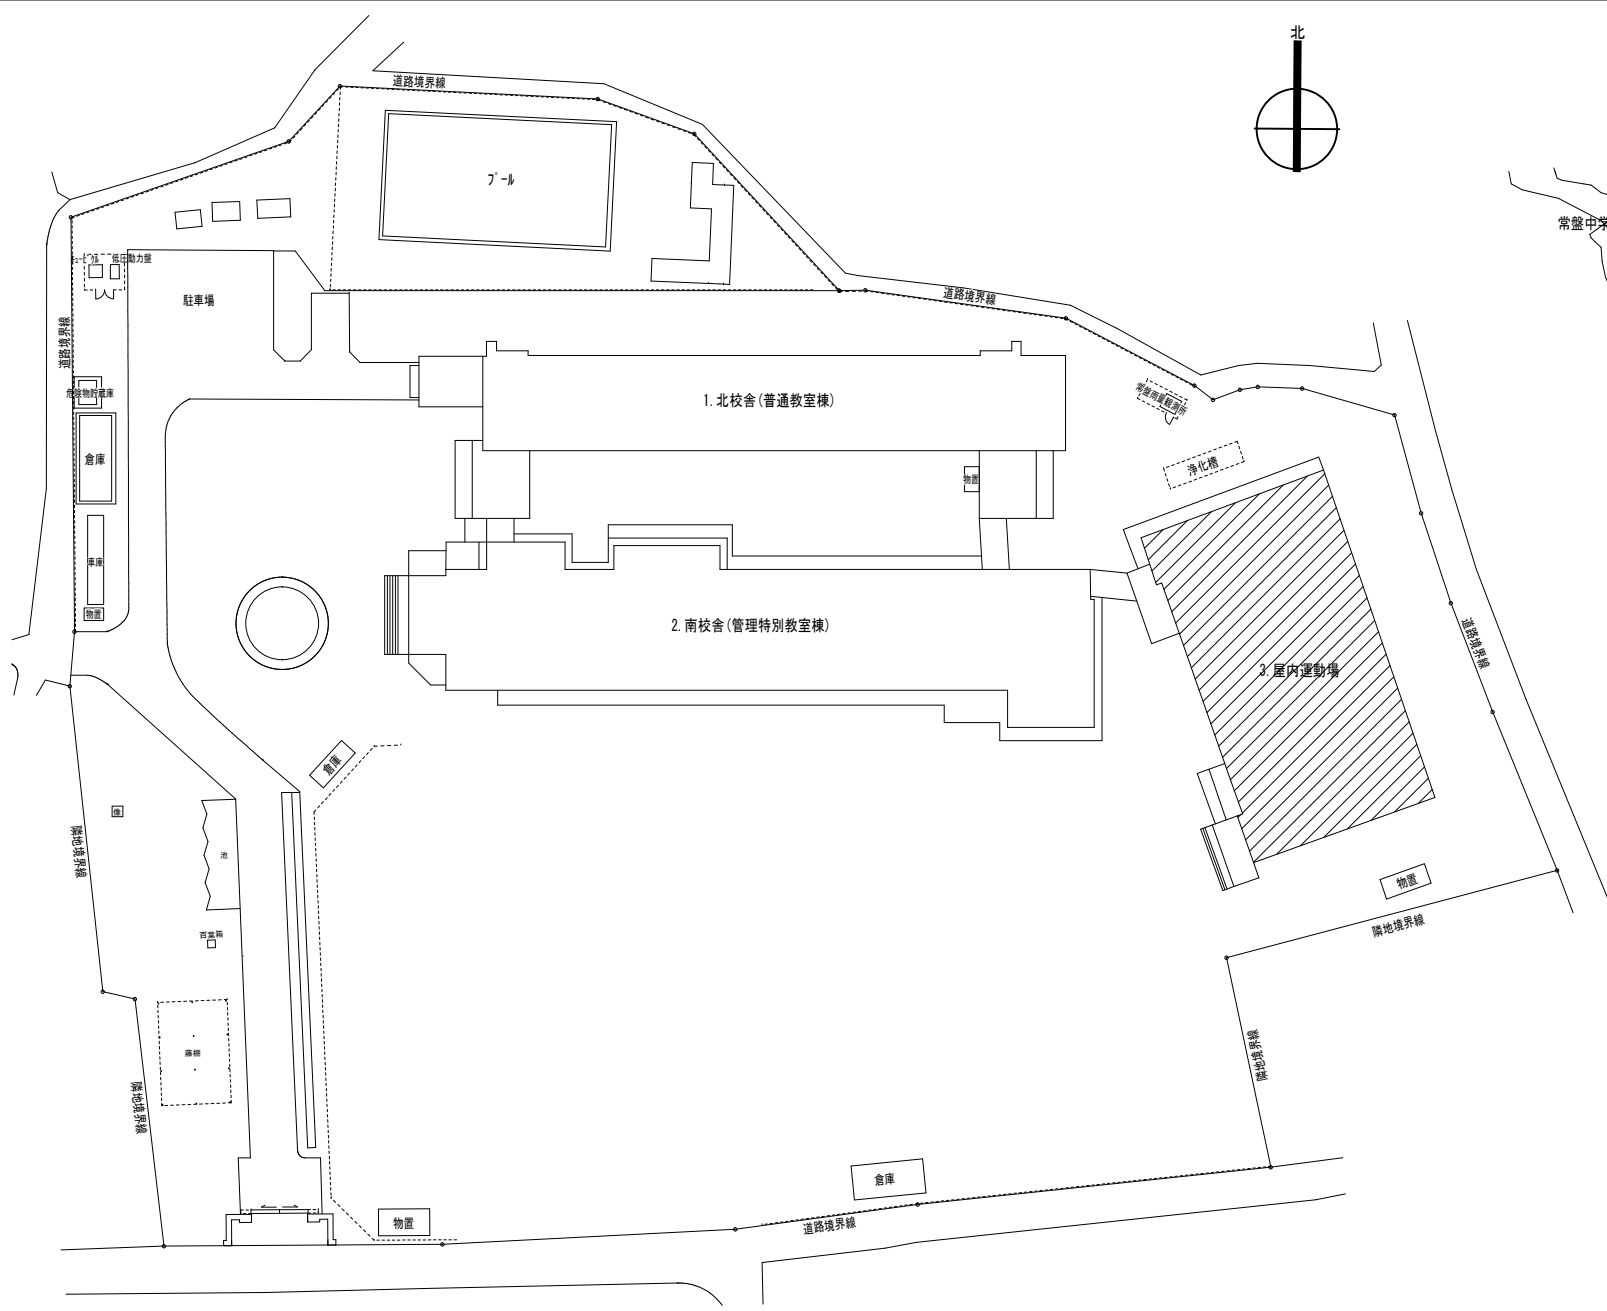 北
道路境界線
プール
常盤中学
キュービクル
低圧動力盤
駐車場
道路境界線
道路境界線
危険物貯蔵庫
1.北校舎(普通教室棟)
常盤雨量観測所
倉庫
浄化槽
物置
車庫
物置
2.南校舎(管理特別教室棟)
道路境界線
3.屋内運動場
倉庫
像
隣地境界線
池
物置
隣地境界線
百葉箱
藤棚
隣地境界線
隣地境界線
倉庫
物置
道路境界線